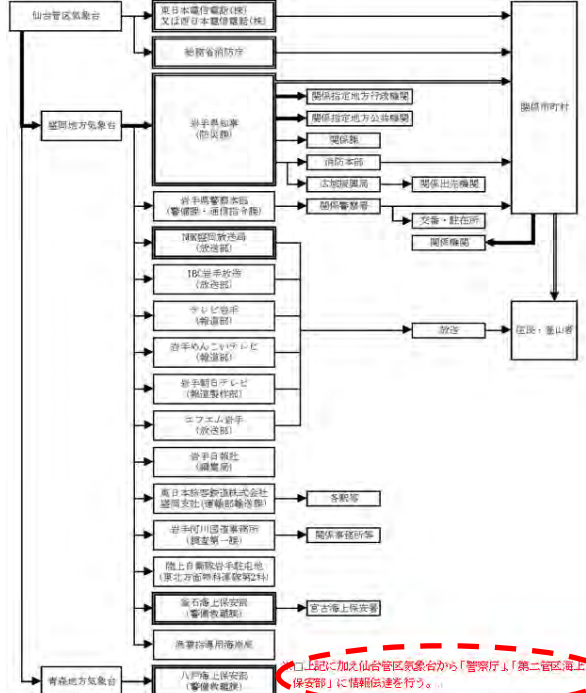 仙台管区気象台
東日本電信電話(株)
又は西日本電信電話(株)
総務省消防庁
関係市町村
盛岡地方気象台
岩手県知事
(防災課)
関係指定地方行政機関
関係指定地方公共機関
関係課
消防本部
広域振興局
関係出先機関
岩手県警察本部
(警備課・通信指令課)
関係警察署
交番・駐在所
関係機関
NHK盛岡放送局
(放送部)
IBC岩手放送
(放送部)
テレビ岩手
(報道部)
岩手めんこいテレビ
(報道部)
岩手朝日テレビ
(報道製作部)
エフエム岩手
(放送部)
放送
住民・登山者
岩手日報社
(編集局)
東日本旅客鉄道株式会社
盛岡支社(運輸部輸送課)
各駅等
岩手河川国道事務所
(調査第一課)
関係事務所等
陸上自衛隊岩手駐屯地
(東北方面特科連隊第2科)
釜石海上保安部
(警備救難課)
宮古海上保安署
漁業指導用海岸局
青森地方気象台
八戸海上保安部
(警備救難課)
上記に加え仙台管区気象台から「警察庁」「第二管区海上
保安部」に情報伝達を行う。